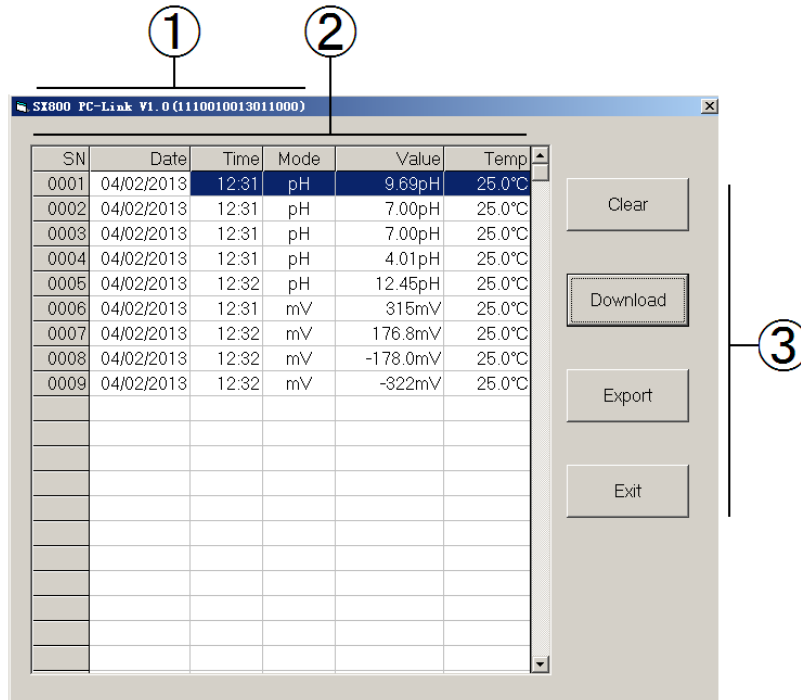 ① ②
SX800 PC-Link V1.0(1110010013011000)
SN Date Time Mode Value Temp
0001 04/02/2013 12:31 pH 9.69pH 25.0℃
0002 04/02/2013 12:31 pH 7.00pH 25.0℃
0003 04/02/2013 12:31 pH 7.00pH 25.0℃
0004 04/02/2013 12:31 pH 4.01pH 25.0℃
0005 04/02/2013 12:32 pH 12.45pH 25.0℃
0006 04/02/2013 12:31 mV 315mV 25.0℃
0007 04/02/2013 12:32 mV 176.8mV 25.0℃
0008 04/02/2013 12:32 mV -178.0mV 25.0℃
0009 04/02/2013 12:32 mV -322mV 25.0℃
Clear
Download
Export
Exit
③